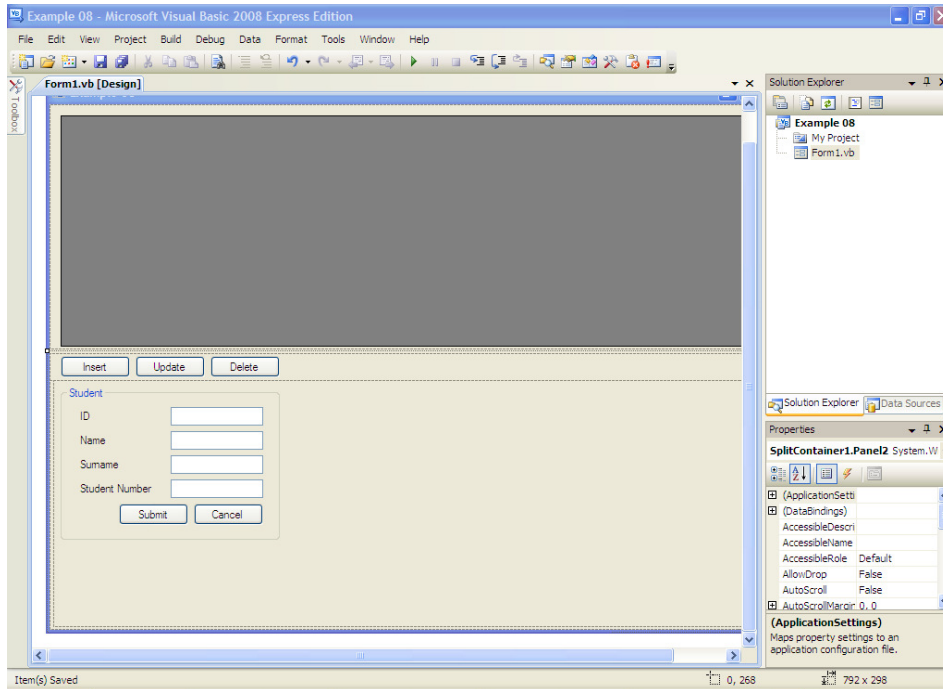 Example 08 - Microsoft Visual Basic 2008 Express Edition
File Edit View Project Build Debug Data Format Tools Window Help
Toolbox
Form1.vb [Design]
Insert Update Delete
Student
ID
Name
Surname
Student Number
Submit Cancel
Solution Explorer
Example 08
My Project
Form1.vb
Solution Explorer Data Sources
Properties
SplitContainer1.Panel2 System.W
(ApplicationSetti
(DataBindings)
AccessibleDescri
AccessibleName
AccessibleRole Default
AllowDrop False
AutoScroll False
AutoScrollMargin 0, 0
(ApplicationSettings)
Maps property settings to an
application configuration file.
Item(s) Saved 0, 268 792 x 298